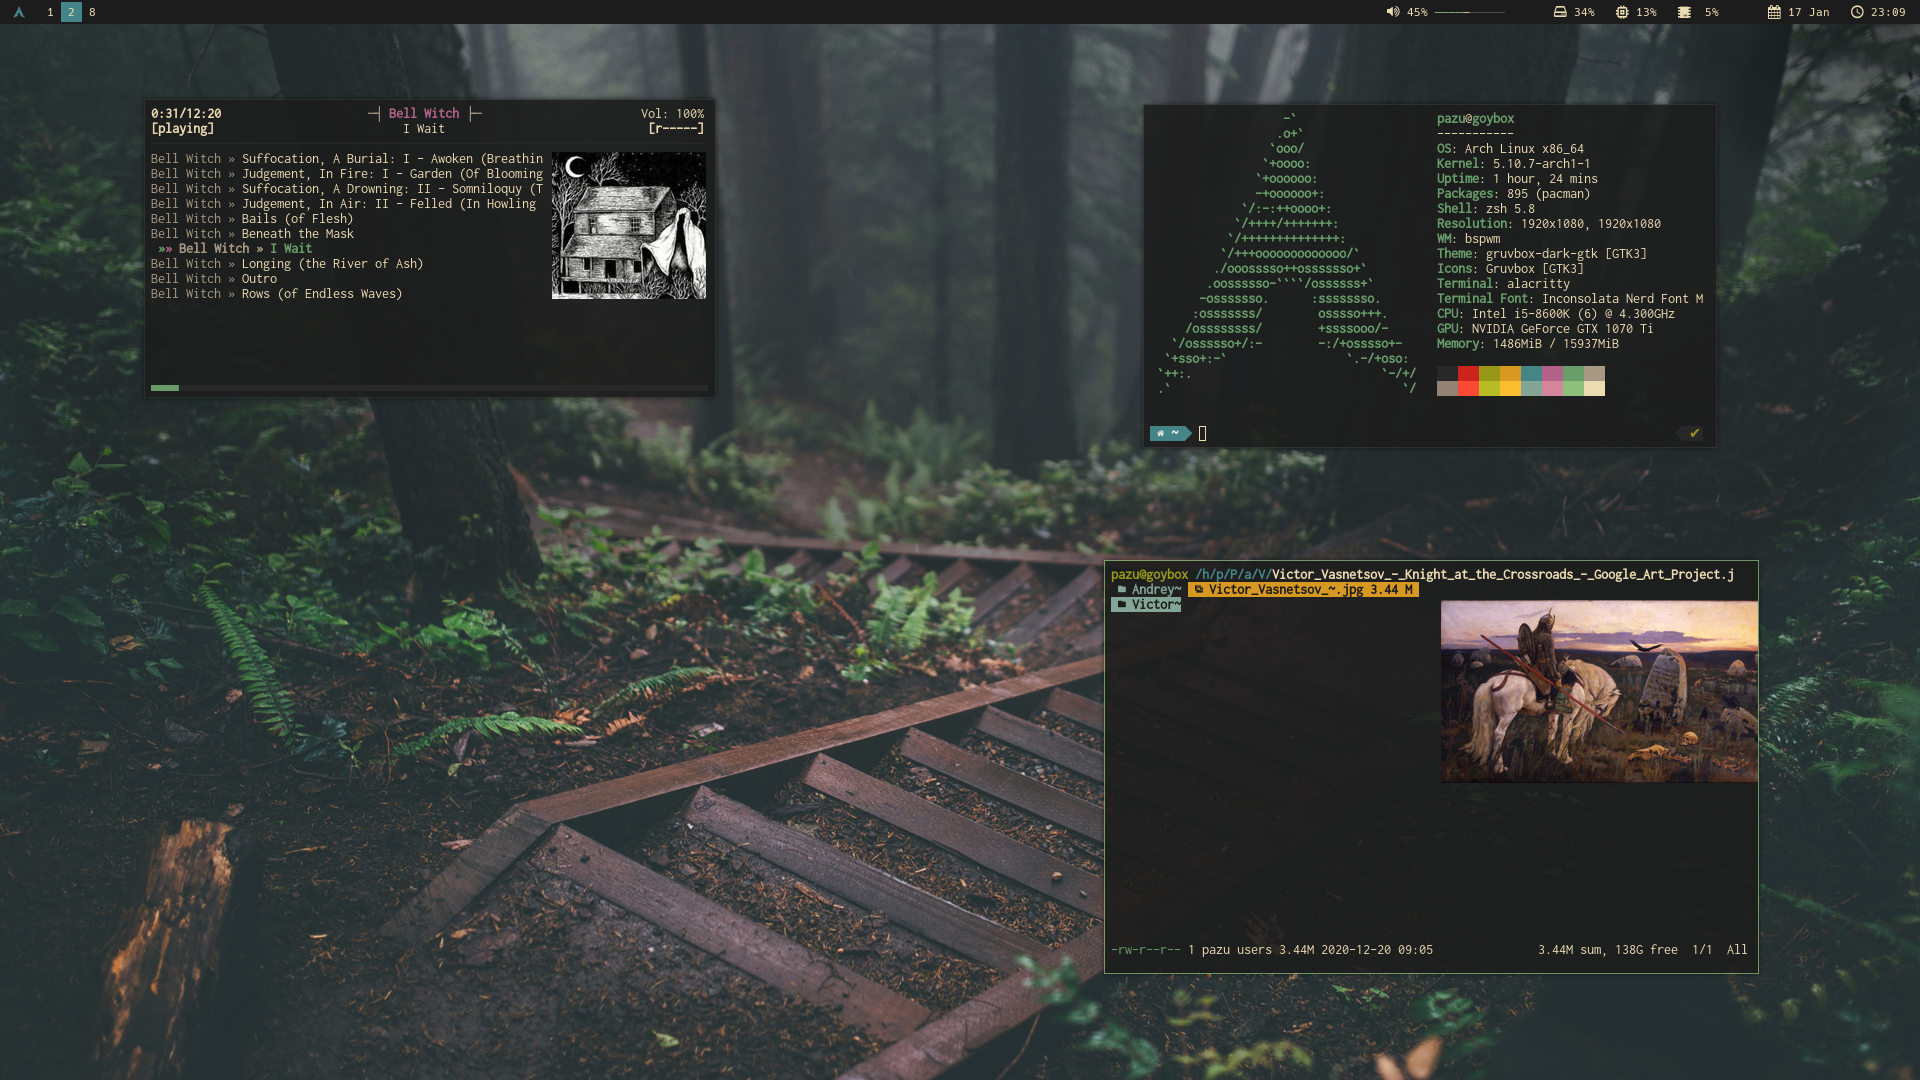 1 2 8 45% 34% 13% 5% 17 Jan 23:09
0:31/12:20 ─┤ Bell Witch ├─ Vol: 100%
[playing] I Wait [r-----]
Bell Witch » Suffocation, A Burial: I - Awoken (Breathin
Bell Witch » Judgement, In Fire: I - Garden (Of Blooming
Bell Witch » Suffocation, A Drowning: II - Somniloquy (T
Bell Witch » Judgement, In Air: II - Felled (In Howling
Bell Witch » Bails (of Flesh)
Bell Witch » Beneath the Mask
»» Bell Witch » I Wait
Bell Witch » Longing (the River of Ash)
Bell Witch » Outro
Bell Witch » Rows (of Endless Waves)
pazu@goybox
-----------
OS: Arch Linux x86_64
Kernel: 5.10.7-arch1-1
Uptime: 1 hour, 24 mins
Packages: 895 (pacman)
Shell: zsh 5.8
Resolution: 1920x1080, 1920x1080
WM: bspwm
Theme: gruvbox-dark-gtk [GTK3]
Icons: Gruvbox [GTK3]
Terminal: alacritty
Terminal Font: Inconsolata Nerd Font M
CPU: Intel i5-8600K (6) @ 4.300GHz
GPU: NVIDIA GeForce GTX 1070 Ti
Memory: 1486MiB / 15937MiB
~ ✔
pazu@goybox /h/p/P/a/V/Victor_Vasnetsov_-_Knight_at_the_Crossroads_-_Google_Art_Project.j
Andrey~ Victor_Vasnetsov_~.jpg 3.44 M
Victor~
-rw-r--r-- 1 pazu users 3.44M 2020-12-20 09:05 3.44M sum, 138G free 1/1 All